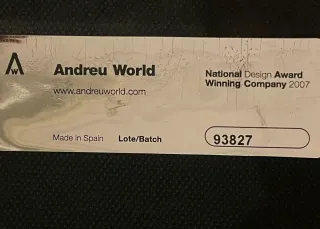 Andreu World
www.andreuworld.com
National Design Award
Winning Company 2007
Made in Spain
Lote/Batch
93827